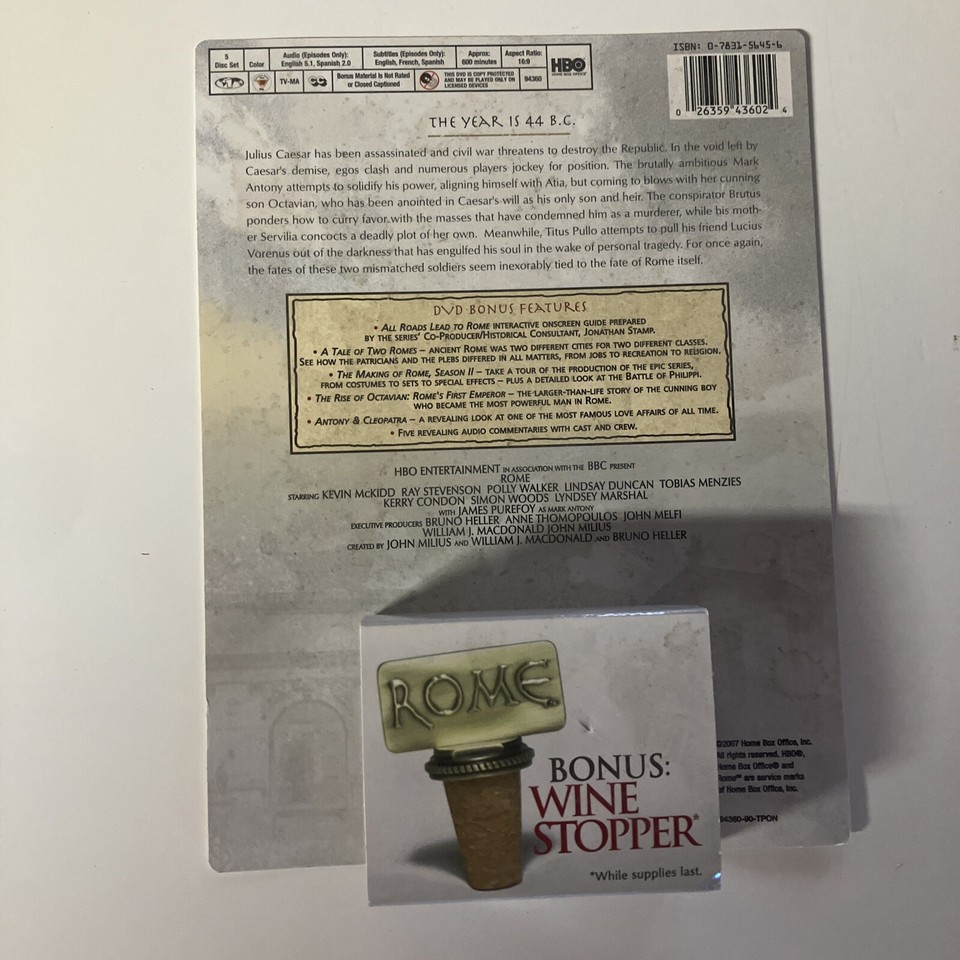 5
Disc Set
Color
Audio (Episodes Only):
English 5.1, Spanish 2.0
Subtitles (Episodes Only):
English, French, Spanish
Approx:
600 minutes
Aspect Ratio:
16:9
HBO
HOME BOX OFFICE
TV-MA
Bonus Material Is Not Rated
or Closed Captioned
THIS DVD IS COPY PROTECTED
AND MAY BE PLAYED ONLY ON
LICENSED DEVICES
94360
ISBN: 0-7831-5645-6
0 26359 43602 4
THE YEAR IS 44 B.C.
Julius Caesar has been assassinated and civil war threatens to destroy the Republic. In the void left by
Caesar's demise, egos clash and numerous players jockey for position. The brutally ambitious Mark
Antony attempts to solidify his power, aligning himself with Atia, but coming to blows with her cunning
son Octavian, who has been anointed in Caesar's will as his only son and heir. The conspirator Brutus
ponders how to curry favor with the masses that have condemned him as a murderer, while his moth-
er Servilia concocts a deadly plot of her own. Meanwhile, Titus Pullo attempts to pull his friend Lucius
Vorenus out of the darkness that has engulfed his soul in the wake of personal tragedy. For once again,
the fates of these two mismatched soldiers seem inexorably tied to the fate of Rome itself.
DVD BONUS FEATURES
• ALL ROADS LEAD TO ROME INTERACTIVE ONSCREEN GUIDE PREPARED
BY THE SERIES' CO-PRODUCER/HISTORICAL CONSULTANT, JONATHAN STAMP.
• A TALE OF TWO ROMES – ANCIENT ROME WAS TWO DIFFERENT CITIES FOR TWO DIFFERENT CLASSES.
SEE HOW THE PATRICIANS AND THE PLEBS DIFFERED IN ALL MATTERS, FROM JOBS TO RECREATION TO RELIGION.
• THE MAKING OF ROME, SEASON II – TAKE A TOUR OF THE PRODUCTION OF THE EPIC SERIES,
FROM COSTUMES TO SETS TO SPECIAL EFFECTS – PLUS A DETAILED LOOK AT THE BATTLE OF PHILIPPI.
• THE RISE OF OCTAVIAN: ROME'S FIRST EMPEROR – THE LARGER-THAN-LIFE STORY OF THE CUNNING BOY
WHO BECAME THE MOST POWERFUL MAN IN ROME.
• ANTONY & CLEOPATRA – A REVEALING LOOK AT ONE OF THE MOST FAMOUS LOVE AFFAIRS OF ALL TIME.
• FIVE REVEALING AUDIO COMMENTARIES WITH CAST AND CREW.
HBO ENTERTAINMENT IN ASSOCIATION WITH THE BBC PRESENT
ROME
STARRING KEVIN McKIDD RAY STEVENSON POLLY WALKER LINDSAY DUNCAN TOBIAS MENZIES
KERRY CONDON SIMON WOODS LYNDSEY MARSHAL
WITH JAMES PUREFOY AS MARK ANTONY
EXECUTIVE PRODUCERS BRUNO HELLER ANNE THOMOPOULOS JOHN MELFI
WILLIAM J. MACDONALD JOHN MILIUS
CREATED BY JOHN MILIUS AND WILLIAM J. MACDONALD AND BRUNO HELLER
ROME
BONUS:
WINE
STOPPER*
*While supplies last.
©2007 Home Box Office, Inc.
All rights reserved. HBO®,
Home Box Office® and
Rome℠ are service marks
of Home Box Office, Inc.
94360-90-TPON